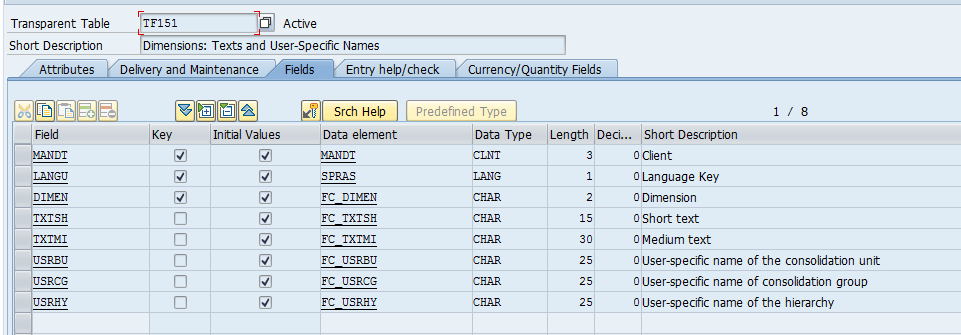 Transparent Table TF151 Active
Short Description Dimensions: Texts and User-Specific Names
Attributes Delivery and Maintenance Fields Entry help/check Currency/Quantity Fields
Srch Help Predefined Type 1 / 8
Field Key Initial Values Data element Data Type Length Deci... Short Description
MANDT MANDT CLNT 3 0 Client
LANGU SPRAS LANG 1 0 Language Key
DIMEN FC_DIMEN CHAR 2 0 Dimension
TXTSH FC_TXTSH CHAR 15 0 Short text
TXTMI FC_TXTMI CHAR 30 0 Medium text
USRBU FC_USRBU CHAR 25 0 User-specific name of the consolidation unit
USRCG FC_USRCG CHAR 25 0 User-specific name of consolidation group
USRHY FC_USRHY CHAR 25 0 User-specific name of the hierarchy